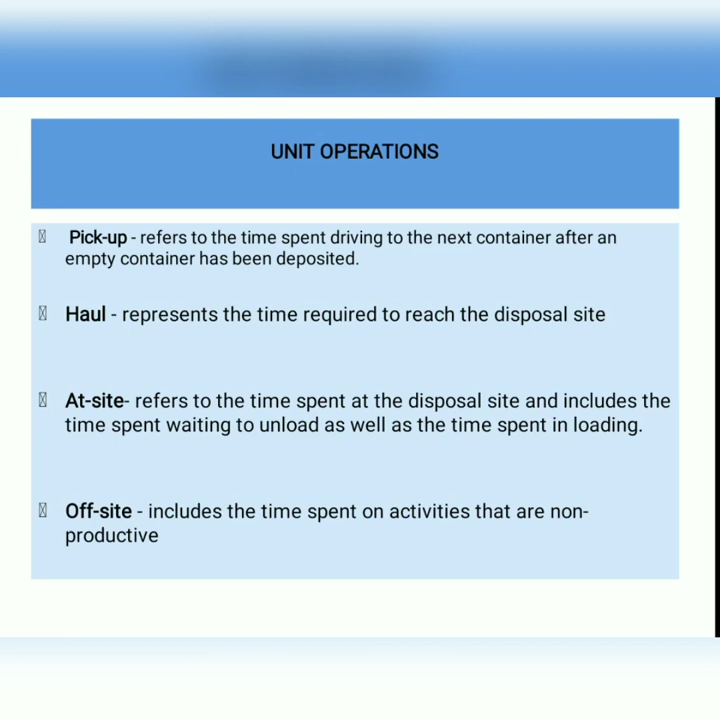 UNIT OPERATIONS
Pick-up - refers to the time spent driving to the next container after an
empty container has been deposited.
Haul - represents the time required to reach the disposal site
At-site- refers to the time spent at the disposal site and includes the
time spent waiting to unload as well as the time spent in loading.
Off-site - includes the time spent on activities that are non-
productive